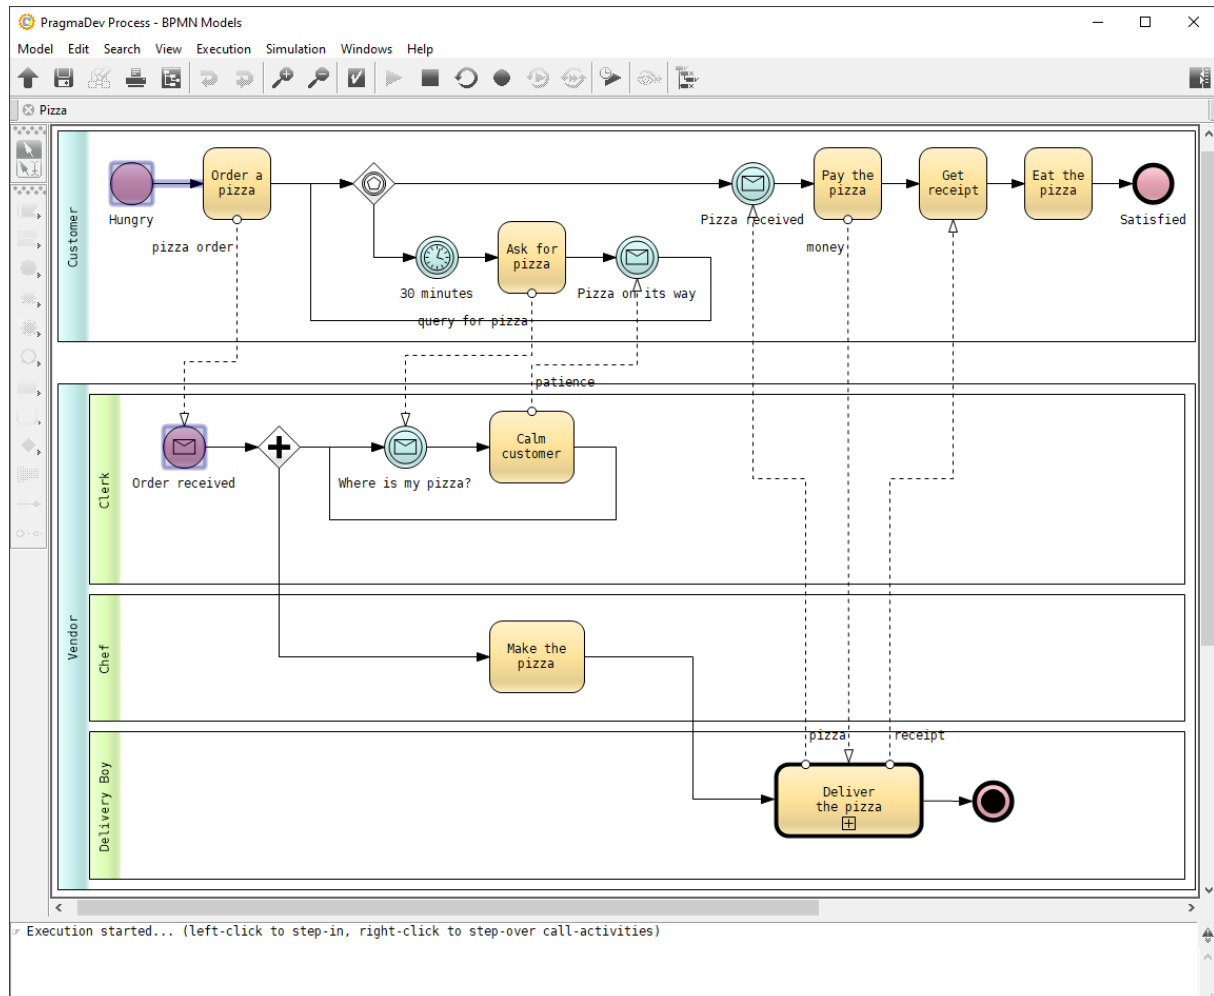 PragmaDev Process - BPMN Models
Model Edit Search View Execution Simulation Windows Help
Pizza
Customer
Hungry
Order a
pizza
pizza order
30 minutes
Ask for
pizza
query for pizza
Pizza on its way
patience
Pizza received
Pay the
pizza
money
Get
receipt
Eat the
pizza
Satisfied
Vendor
Clerk
Order received
Where is my pizza?
Calm
customer
Chef
Make the
pizza
Delivery Boy
pizza
receipt
Deliver
the pizza
Execution started... (left-click to step-in, right-click to step-over call-activities)